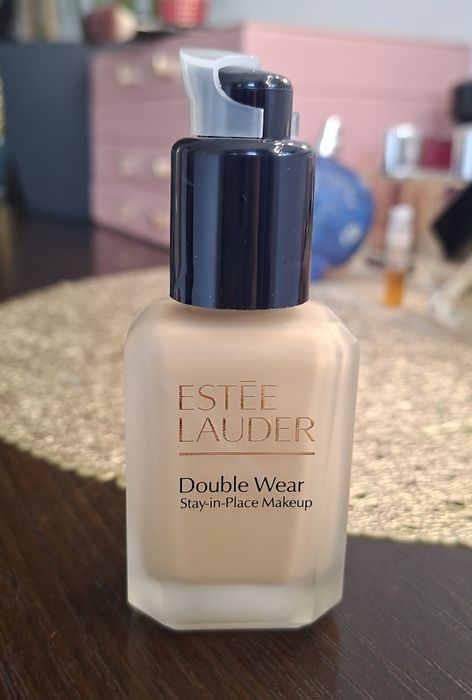 ESTĒE
LAUDER
Double Wear
Stay-in-Place Makeup